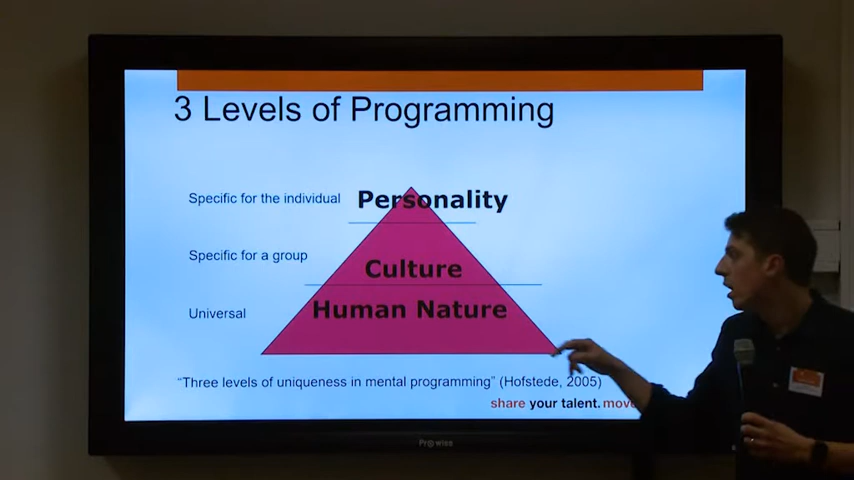 3 Levels of Programming
Specific for the individual
Personality
Specific for a group
Culture
Universal
Human Nature
“Three levels of uniqueness in mental programming” (Hofstede, 2005)
share your talent. move
Prowise